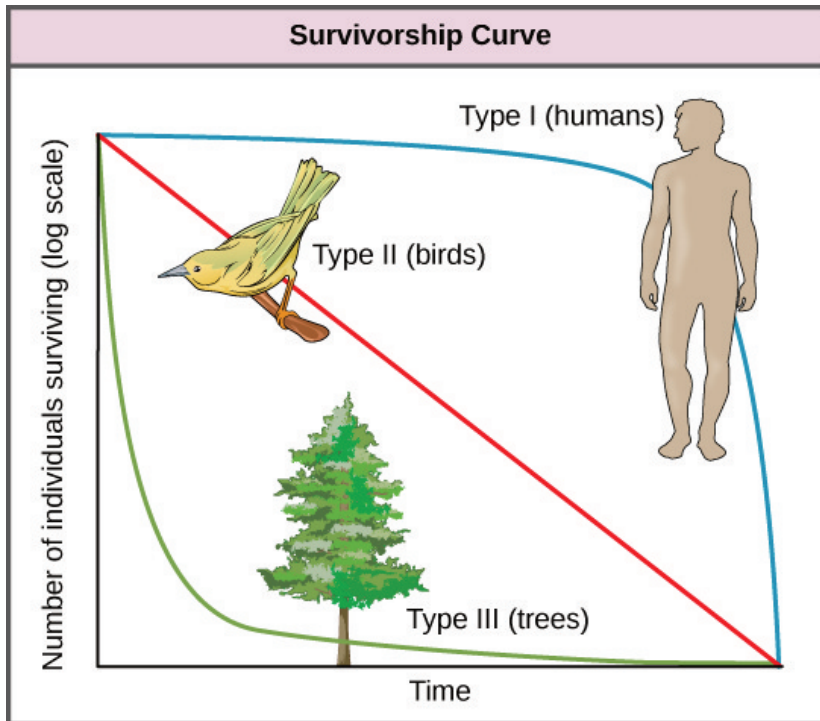 Survivorship Curve
Number of individuals surviving (log scale)
Type I (humans)
Type II (birds)
Type III (trees)
Time